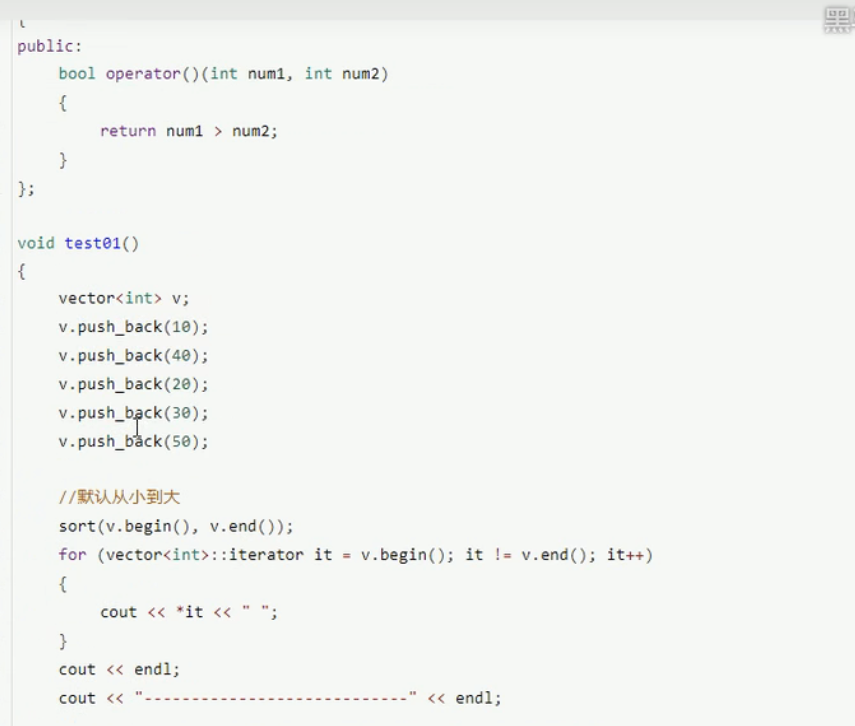 {
public:
    bool operator()(int num1, int num2)
    {
        return num1 > num2;
    }
};
void test01()
{
    vector<int> v;
    v.push_back(10);
    v.push_back(40);
    v.push_back(20);
    v.push_back(30);
    v.push_back(50);
    //默认从小到大
    sort(v.begin(), v.end());
    for (vector<int>::iterator it = v.begin(); it != v.end(); it++)
    {
        cout << *it << " ";
    }
    cout << endl;
    cout << "----------------------------" << endl;
黑